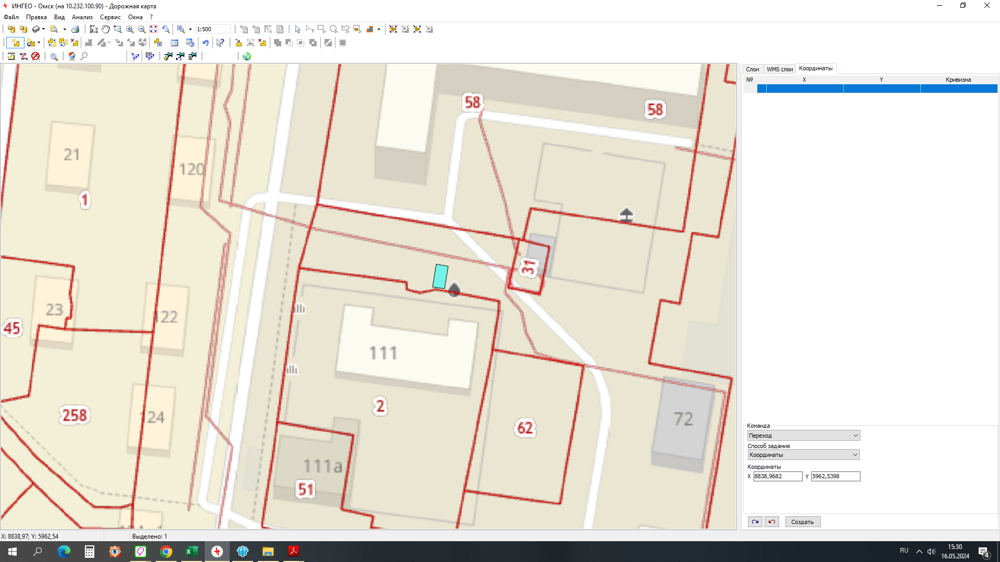 ИНГЕО - Омск (на 10.232.100.90) - Дорожная карта
Файл Правка Вид Анализ Сервис Окна ?
1:500
Слои WMS слои Координаты
№ X Y Кривизна
58
58
21
120
1
31
23
122
45
111
258
124
2
62
72
111а
51
Команда
Переход
Способ задания
Координаты
Координаты
X 8838,9682 Y 5962,5398
Создать
X: 8838,97; Y: 5962,54 Выделено: 1
RU
15:30
16.05.2024
4